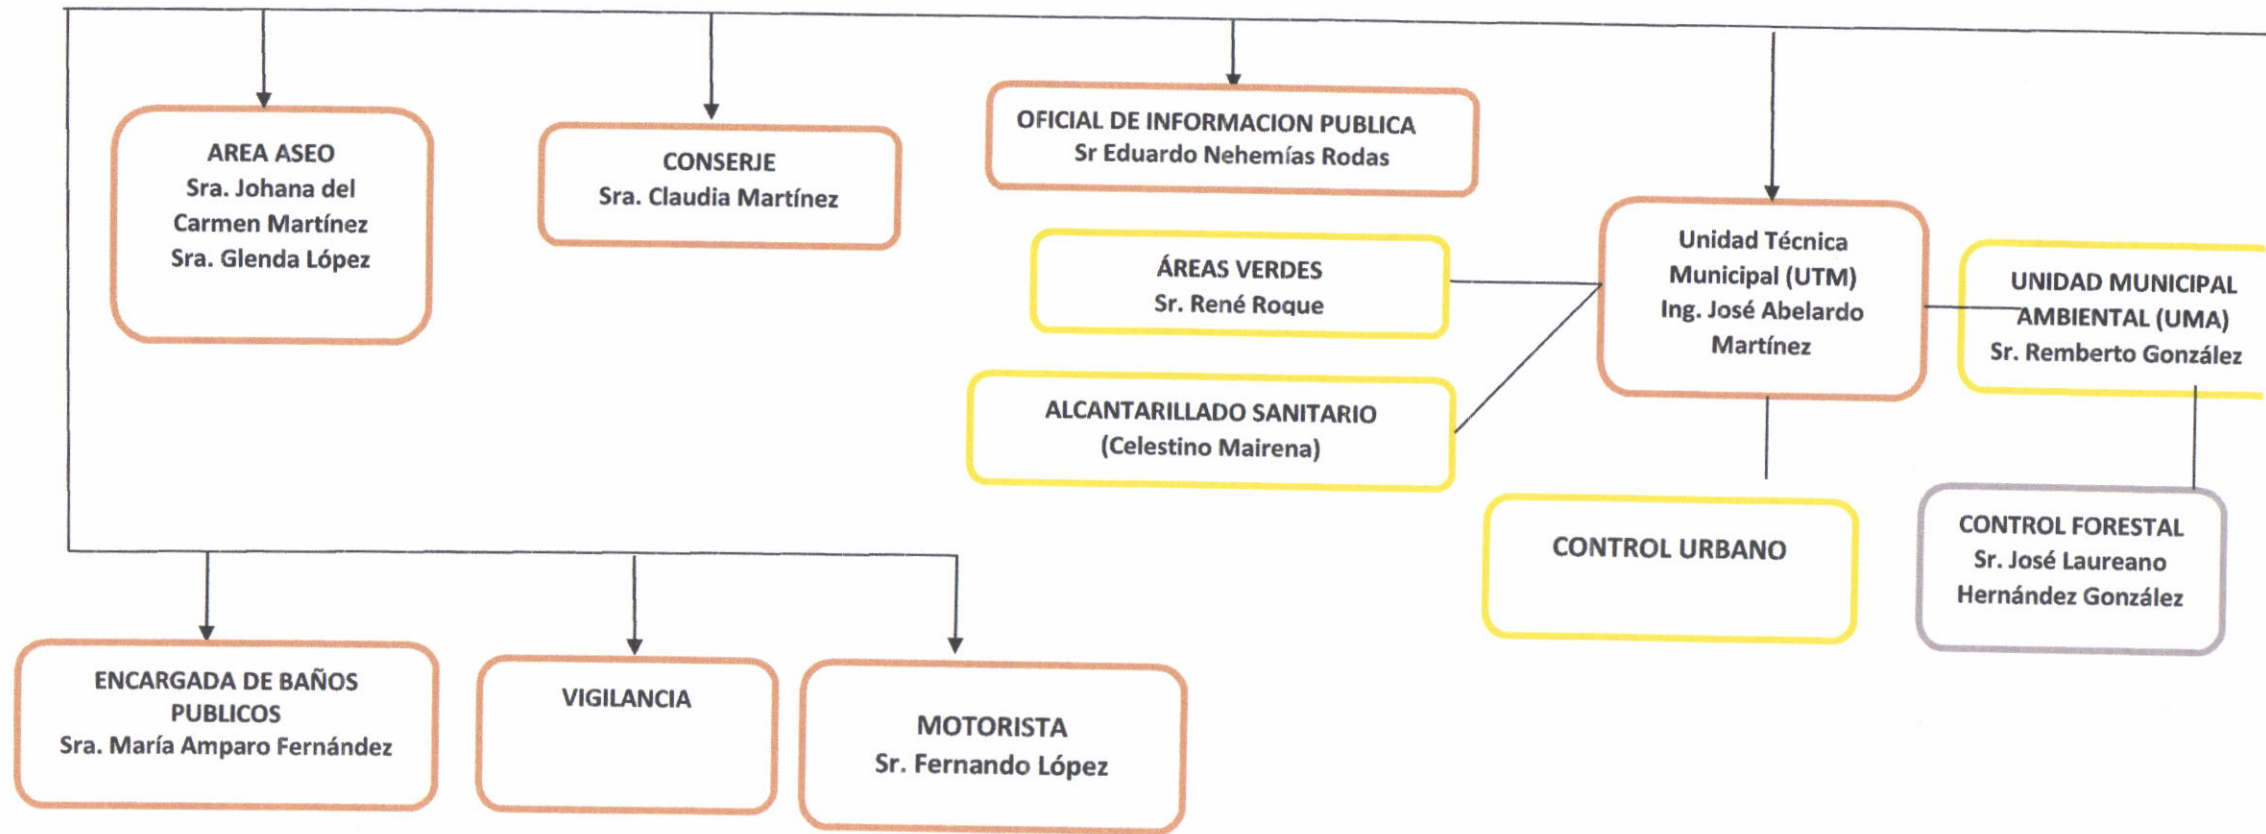 AREA ASEO
Sra. Johana del
Carmen Martínez
Sra. Glenda López
CONSERJE
Sra. Claudia Martínez
OFICIAL DE INFORMACION PUBLICA
Sr Eduardo Nehemías Rodas
ÁREAS VERDES
Sr. René Roque
ALCANTARILLADO SANITARIO
(Celestino Mairena)
Unidad Técnica
Municipal (UTM)
Ing. José Abelardo
Martínez
UNIDAD MUNICIPAL
AMBIENTAL (UMA)
Sr. Remberto González
CONTROL URBANO
CONTROL FORESTAL
Sr. José Laureano
Hernández González
ENCARGADA DE BAÑOS
PUBLICOS
Sra. María Amparo Fernández
VIGILANCIA
MOTORISTA
Sr. Fernando López